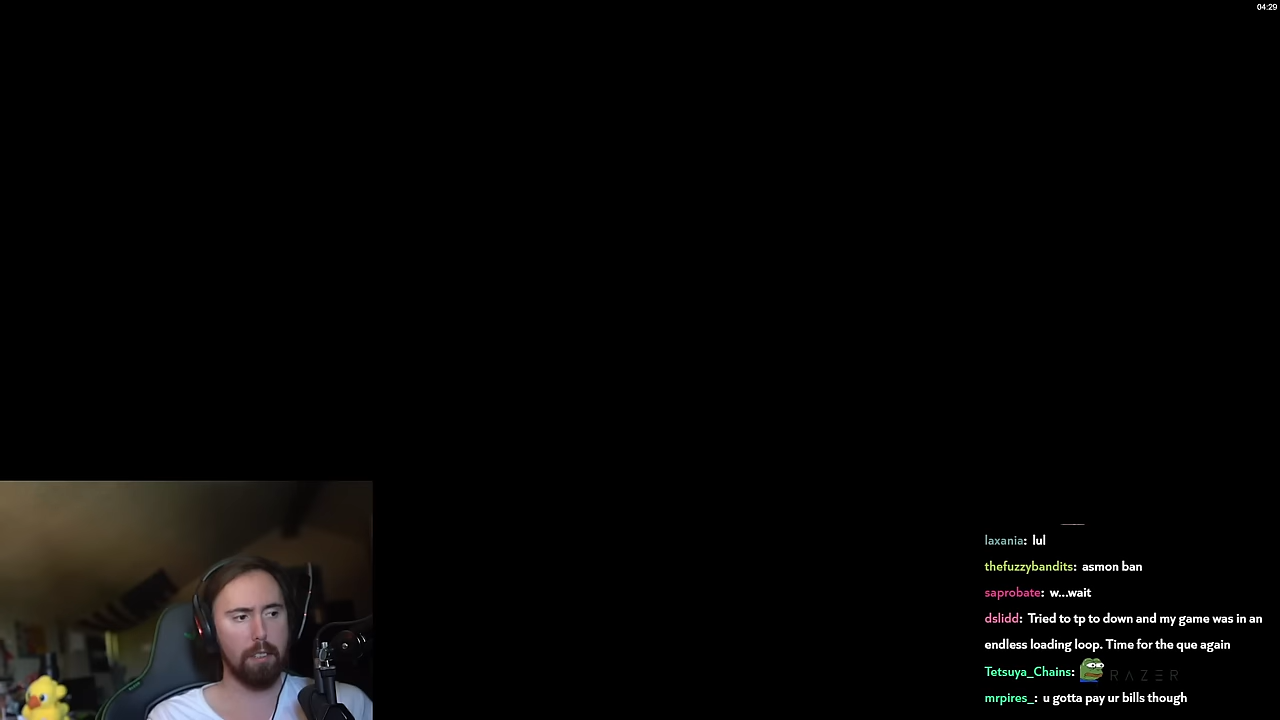 04:29
laxania: lul
thefuzzybandits: asmon ban
saprobate: w...wait
dslidd: Tried to tp to down and my game was in an
endless loading loop. Time for the que again
Tetsuya_Chains: RAZER
mrpires_: u gotta pay ur bills though